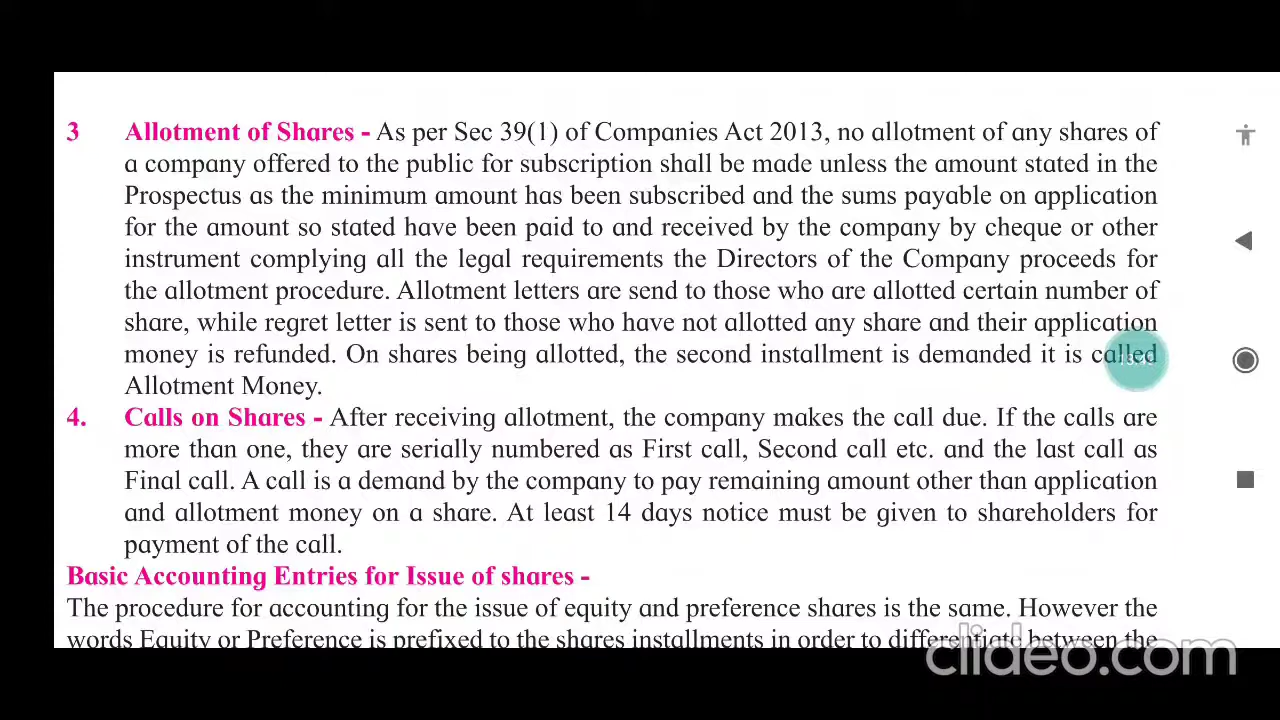 3 Allotment of Shares - As per Sec 39(1) of Companies Act 2013, no allotment of any shares of
a company offered to the public for subscription shall be made unless the amount stated in the
Prospectus as the minimum amount has been subscribed and the sums payable on application
for the amount so stated have been paid to and received by the company by cheque or other
instrument complying all the legal requirements the Directors of the Company proceeds for
the allotment procedure. Allotment letters are send to those who are allotted certain number of
share, while regret letter is sent to those who have not allotted any share and their application
money is refunded. On shares being allotted, the second installment is demanded it is called
Allotment Money.
4. Calls on Shares - After receiving allotment, the company makes the call due. If the calls are
more than one, they are serially numbered as First call, Second call etc. and the last call as
Final call. A call is a demand by the company to pay remaining amount other than application
and allotment money on a share. At least 14 days notice must be given to shareholders for
payment of the call.
Basic Accounting Entries for Issue of shares -
The procedure for accounting for the issue of equity and preference shares is the same. However the
words Equity or Preference is prefixed to the shares installments in order to differentiate between the
clideo.com